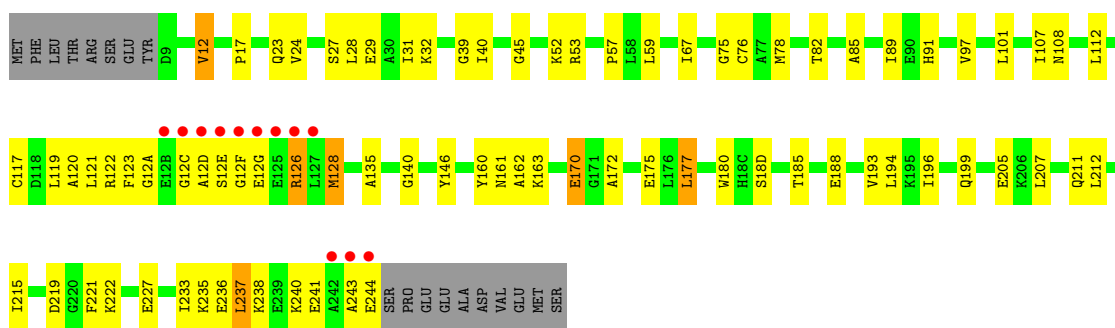 MET PHE LEU THR ARG SER GLU TYR D9 V12 P17 Q23 V24 S27 L28 E29 A30 I31 K32 G39 I40 G45 K52 R53 P57 L58 L59 I67 G75 C76 A77 M78 T82 A85 I89 E90 H91 V97 L101 I107 N108 L112
C117 D118 L119 A120 L121 R122 F123 G12A E12B G12C A12D S12E G12F E12G E125 R126 L127 M128 A135 G140 Y146 Y160 N161 A162 K163 E170 G171 A172 E175 L176 L177 W180 H18C S18D T185 E188 V193 L194 K195 I196 Q199 E205 K206 L207 Q211 L212
I215 D219 G220 F221 K222 E227 I233 K235 E236 L237 K238 E239 K240 E241 A242 A243 E244 SER PRO GLU GLU ALA ASP VAL GLU MET SER